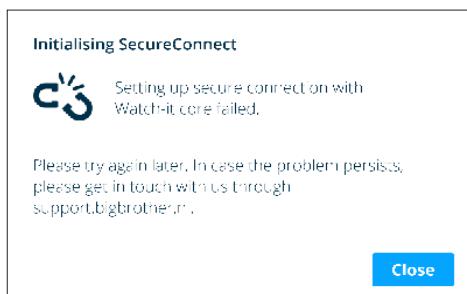 Initialising SecureConnect
Setting up secure connection with
Watch-it core failed.
Please try again later. In case the problem persists,
please get in touch with us through
Close